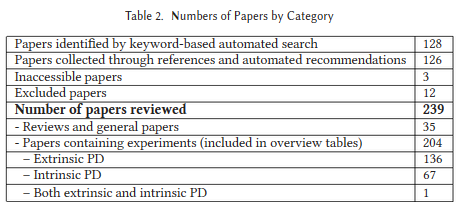 Table 2. Numbers of Papers by Category
Papers identified by keyword-based automated search 128
Papers collected through references and automated recommendations 126
Inaccessible papers 3
Excluded papers 12
Number of papers reviewed 239
- Reviews and general papers 35
- Papers containing experiments (included in overview tables) 204
– Extrinsic PD 136
– Intrinsic PD 67
– Both extrinsic and intrinsic PD 1